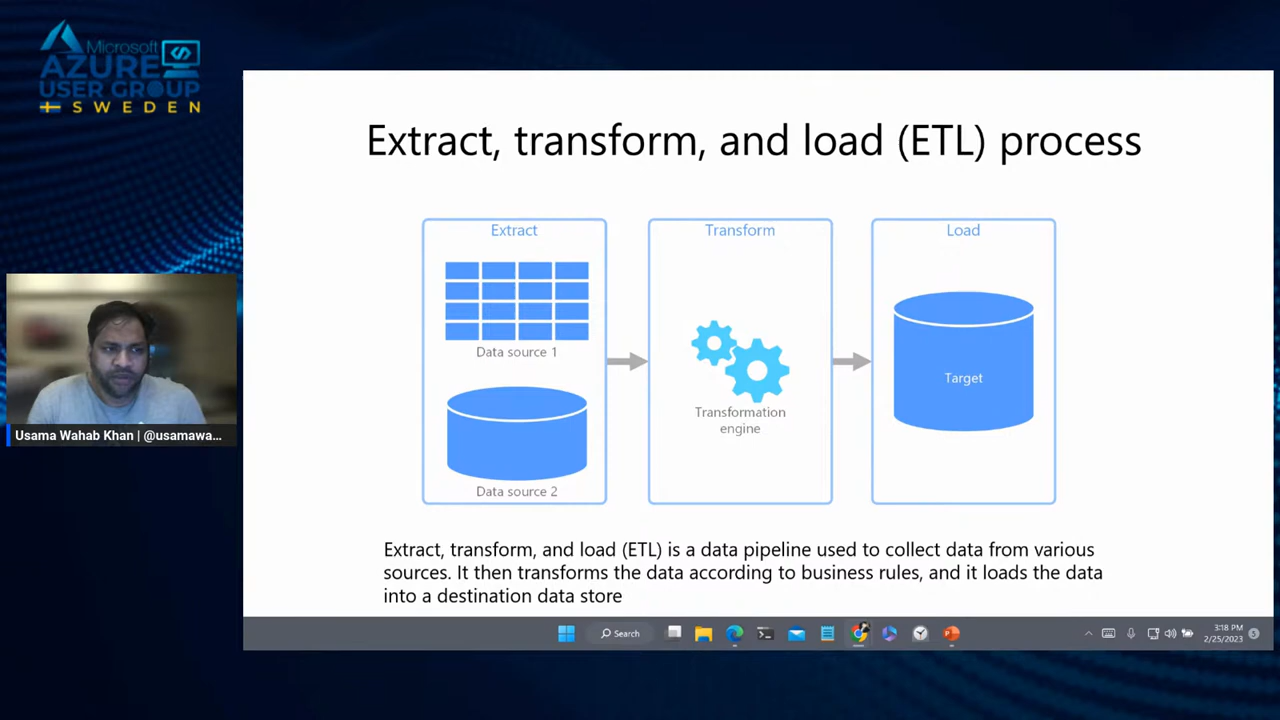 Microsoft
AZURE
USER GROUP
SWEDEN
Extract, transform, and load (ETL) process
Extract
Transform
Load
Data source 1
Data source 2
Transformation
engine
Target
Extract, transform, and load (ETL) is a data pipeline used to collect data from various
sources. It then transforms the data according to business rules, and it loads the data
into a destination data store
Usama Wahab Khan | @usamawa...
Search
3:18 PM
2/25/2023